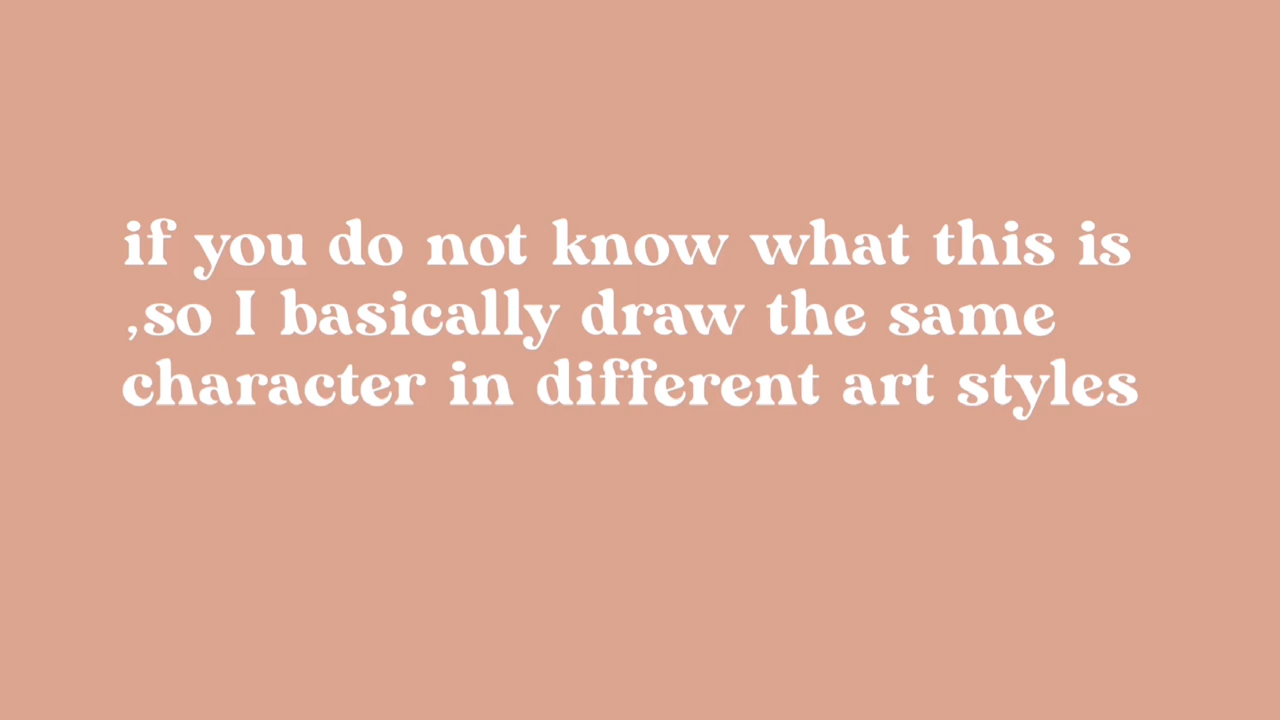 if you do not know what this is
,so I basically draw the same
character in different art styles